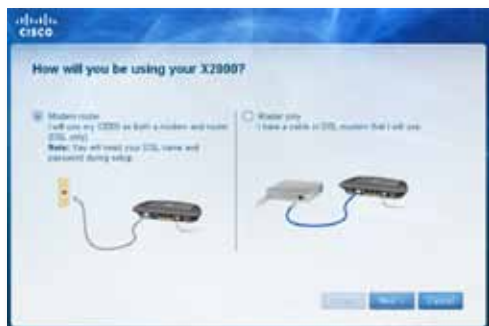 CISCO
How will you be using your X2000?
Modem router
I will use my X2000 as both a modem and router
(DSL only).
Note: You will need your DSL name and
password during setup.
Router only
I have a cable or DSL modem that I will use.
Next
Cancel